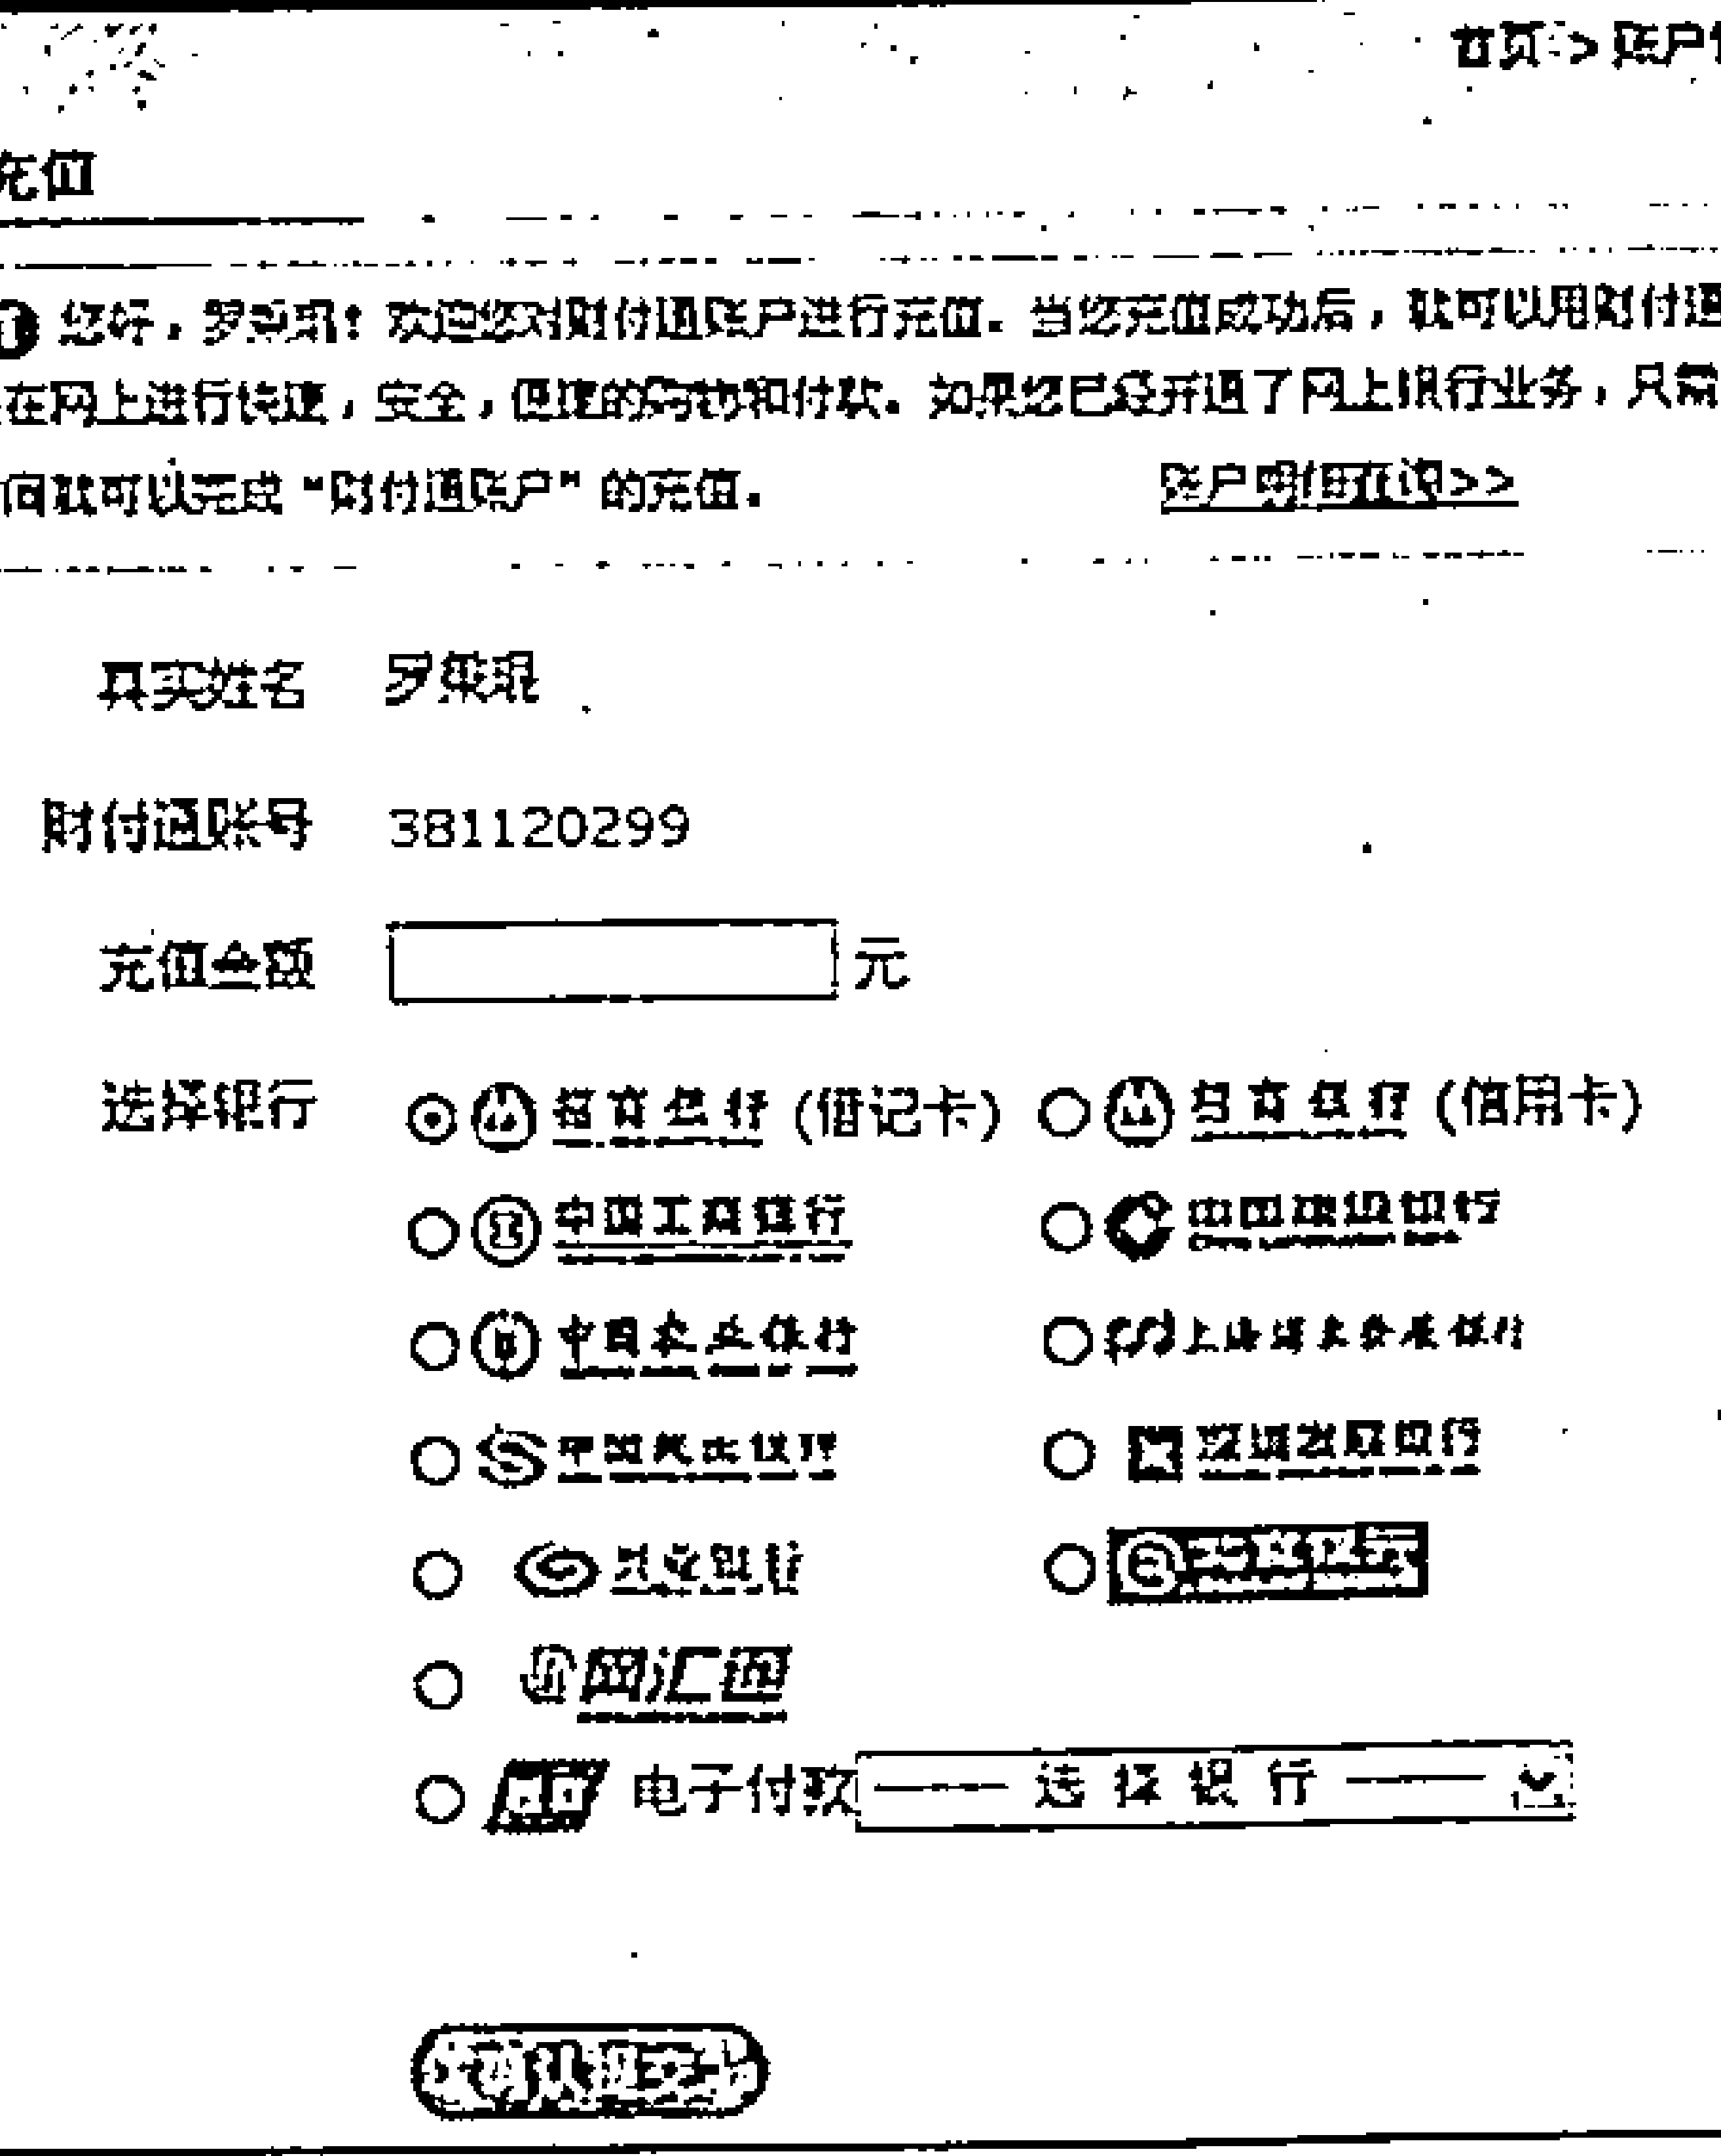 首页 > 账户
充值
您好，罗  ！欢迎您对财付通账户进行充值。当您充值成功后，就可以用财付通
在网上进行快速，安全，便捷的购物和付款。如果您已经开通了网上银行业务，只需
间就可以完成“财付通账户”的充值。 账户明细查询>>
真实姓名 罗
财付通账号 381120299
充值金额 元
选择银行 招商银行 (借记卡) 招商银行 (信用卡)
中国工商银行 中国建设银行
中国农业银行 上海浦东发展银行
中国民生银行 深圳发展银行
兴业银行
网汇通
电子付款 —— 选 择 银 行 ——
确认提交